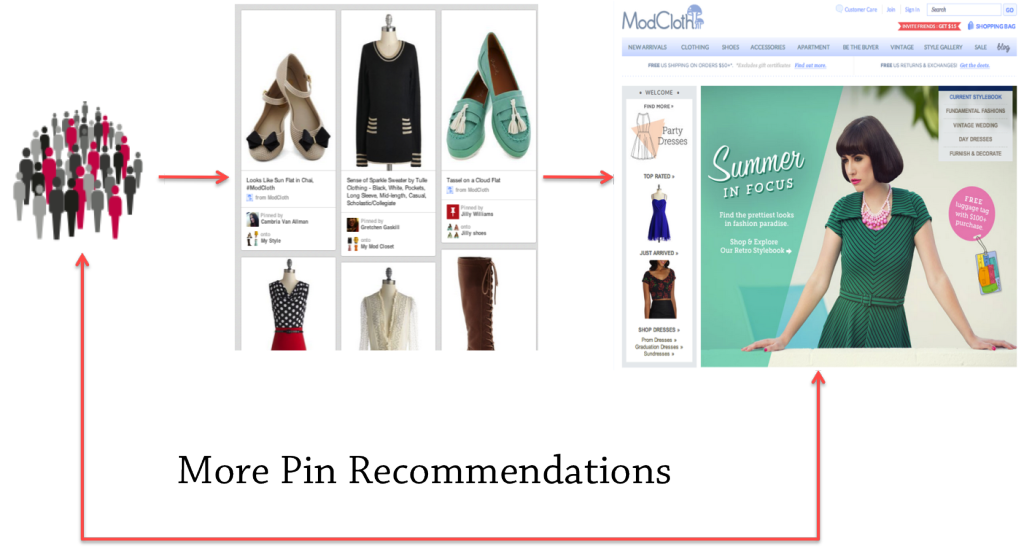 Looks Like Sun Flat in Chai,
#ModCloth
from ModCloth
Pinned by
Cambria Van Allman
onto
My Style
Sense of Sparkle Sweater by Tulle
Clothing - Black, White, Pockets,
Long Sleeve, Mid-length, Casual,
Scholastic/Collegiate
Pinned by
Gretchen Gaskill
onto
My Mod Closet
Tassel on a Cloud Flat
from ModCloth
Pinned by
Jilly Williams
onto
Jilly shoes
ModCloth
Customer Care
Join
Sign In
Search
GO
INVITE FRIENDS - GET $15
SHOPPING BAG
NEW ARRIVALS CLOTHING SHOES ACCESSORIES APARTMENT BE THE BUYER VINTAGE STYLE GALLERY SALE blog
FREE US SHIPPING ON ORDERS $50+*. *Excludes gift certificates Find out more.
FREE US RETURNS & EXCHANGES! Get the deets.
WELCOME
FIND MORE »
Party
Dresses
TOP RATED »
JUST ARRIVED »
SHOP DRESSES »
Prom Dresses »
Graduation Dresses »
Sundresses »
Summer
IN FOCUS
Find the prettiest looks
in fashion paradise.
Shop & Explore
Our Retro Stylebook
CURRENT STYLEBOOK
FUNDAMENTAL FASHIONS
VINTAGE WEDDING
DAY DRESSES
FURNISH & DECORATE
FREE
luggage tag
with $100+
purchase
More Pin Recommendations